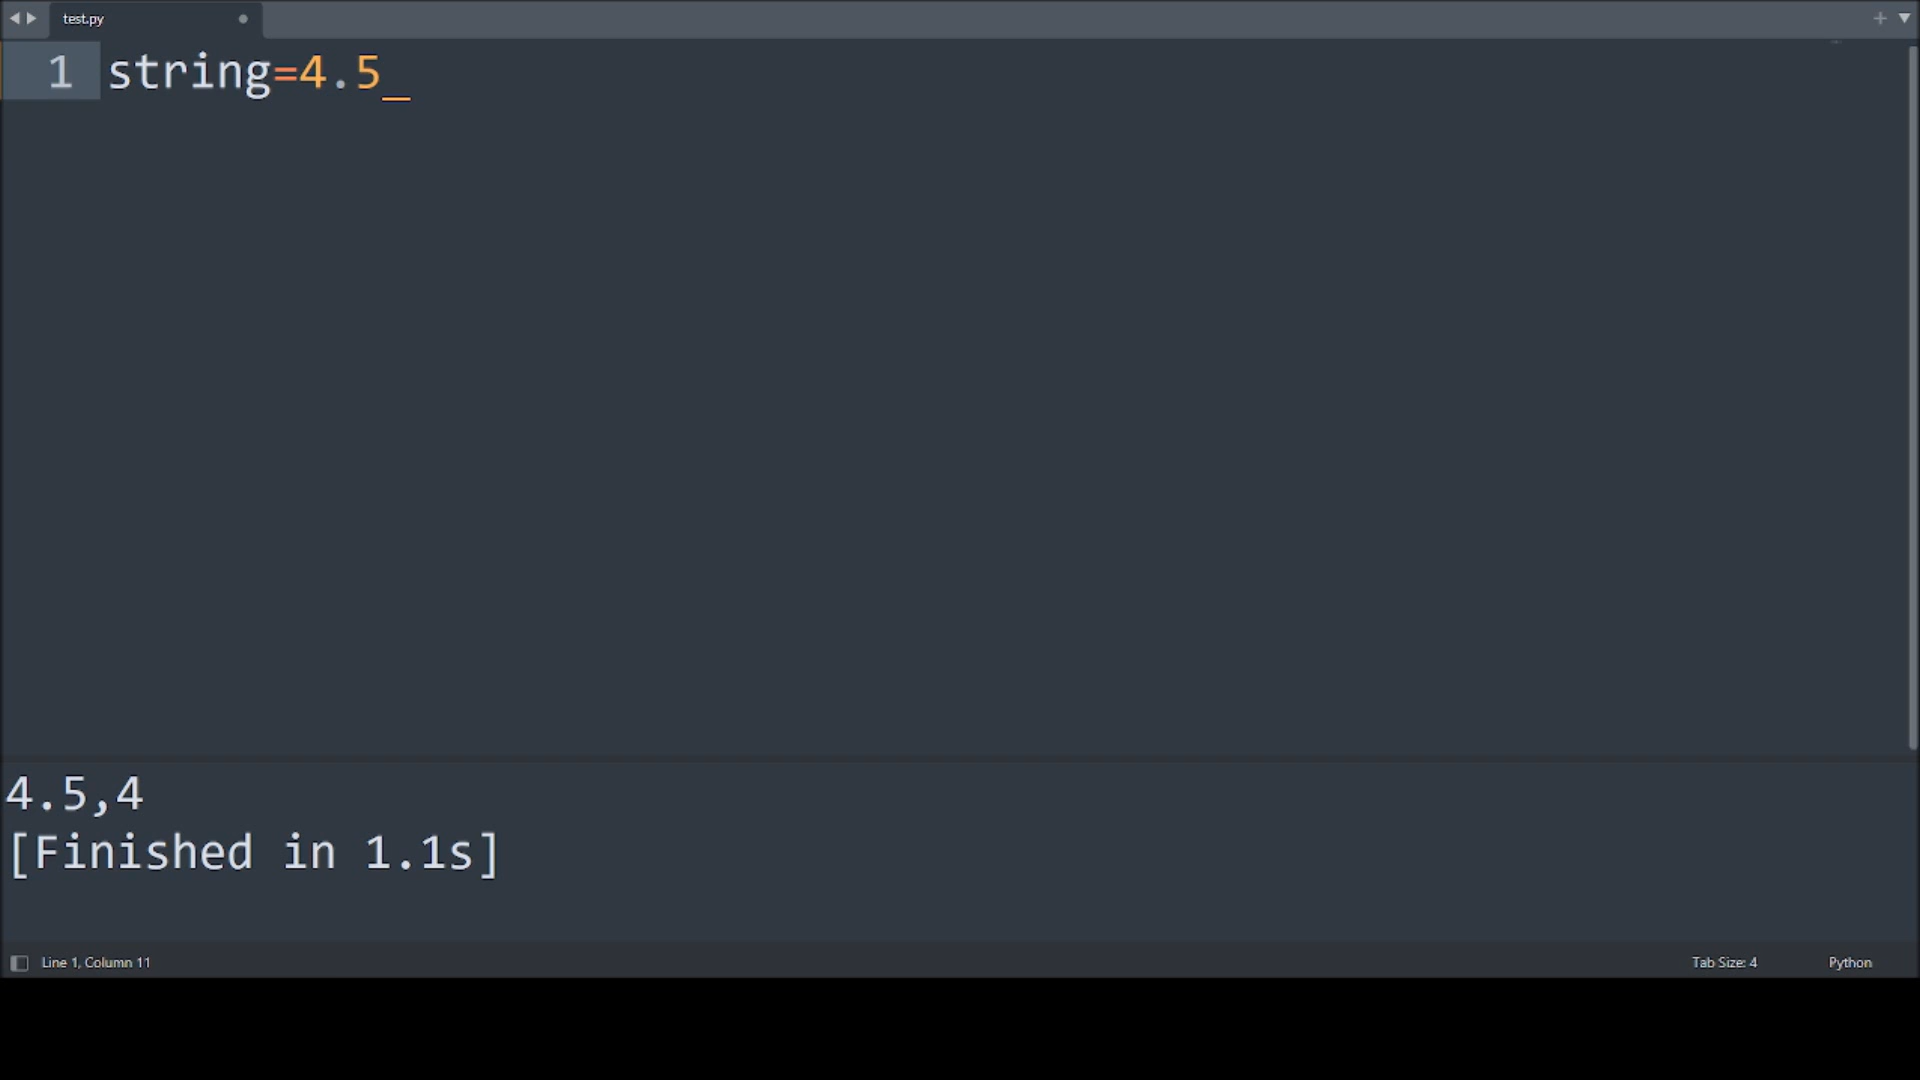 test.py
1 string=4.5
4.5,4
[Finished in 1.1s]
Line 1, Column 11
Tab Size: 4
Python